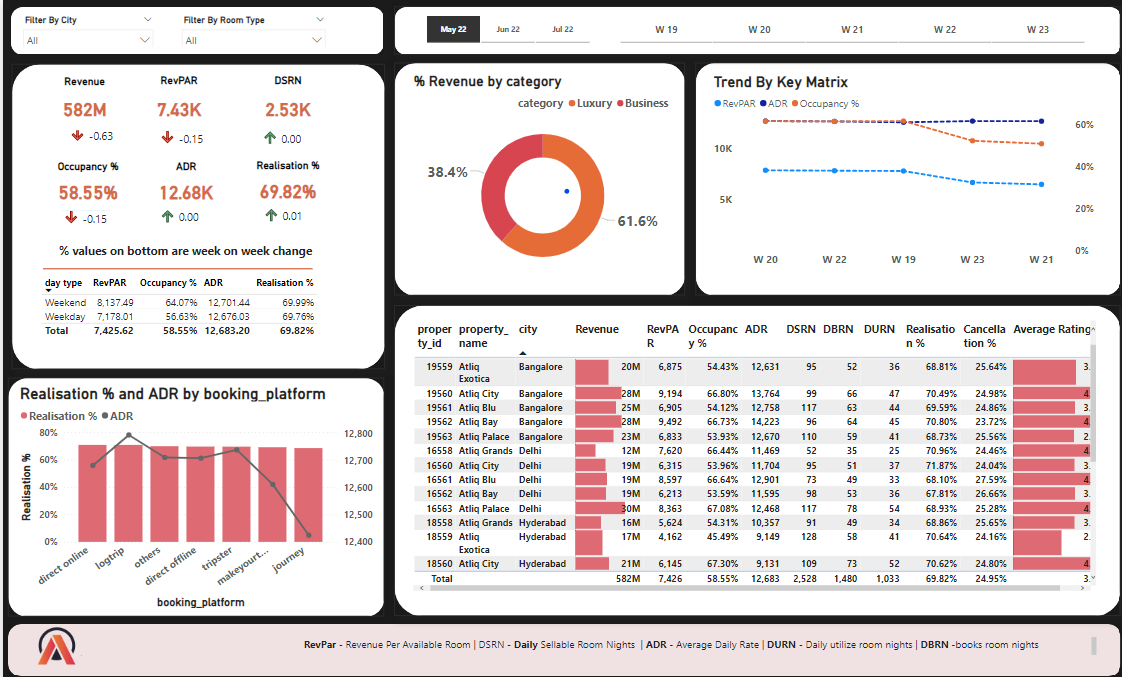 Filter By City
All
Filter By Room Type
All
May 22 Jun 22 Jul 22
W 19 W 20 W 21 W 22 W 23
Revenue RevPAR DSRN
582M 7.43K 2.53K
-0.63 -0.15 0.00
Occupancy % ADR Realisation %
58.55% 12.68K 69.82%
-0.15 0.00 0.01
% values on bottom are week on week change
day type RevPAR Occupancy % ADR Realisation %
Weekend 8,137.49 64.07% 12,701.44 69.99%
Weekday 7,178.01 56.63% 12,676.03 69.76%
Total 7,425.62 58.55% 12,683.20 69.82%
% Revenue by category
category Luxury Business
38.4%
61.6%
Trend By Key Matrix
RevPAR ADR Occupancy %
10K
5K
60%
40%
20%
0%
W 20 W 22 W 19 W 23 W 21
Realisation % and ADR by booking_platform
Realisation % ADR
Realisation %
80%
60%
40%
20%
0%
12,800
12,700
12,600
12,500
12,400
direct online
logtrip
others
direct offline
tripster
makeyourt...
journey
booking_platform
proper ty_id property_ name city Revenue RevPA R Occupanc y % ADR DSRN DBRN DURN Realisatio n % Cancella tion % Average Rating
19559 Atliq Exotica Bangalore 20M 6,875 54.43% 12,631 95 52 36 68.81% 25.64% 3.
19560 Atliq City Bangalore 28M 9,194 66.80% 13,764 99 66 47 70.49% 24.98% 4.
19561 Atliq Blu Bangalore 25M 6,905 54.12% 12,758 117 63 44 69.59% 24.86% 3.
19562 Atliq Bay Bangalore 28M 9,492 66.73% 14,223 96 64 45 70.80% 23.72% 4.
19563 Atliq Palace Bangalore 23M 6,833 53.93% 12,670 110 59 41 68.73% 25.56% 2.
16558 Atliq Grands Delhi 12M 7,620 66.44% 11,469 52 35 25 70.96% 24.46% 4.
16560 Atliq City Delhi 19M 6,315 53.96% 11,704 95 51 37 71.87% 24.04% 3.
16561 Atliq Blu Delhi 19M 8,597 66.64% 12,901 73 49 33 68.10% 27.59% 4.
16562 Atliq Bay Delhi 19M 6,213 53.59% 11,595 98 53 36 67.81% 26.66% 3.
16563 Atliq Palace Delhi 30M 8,363 67.08% 12,468 117 78 54 68.93% 25.28% 4.
18558 Atliq Grands Hyderabad 16M 5,624 54.31% 10,357 91 49 34 68.86% 25.65% 3.
18559 Atliq Exotica Hyderabad 17M 4,162 45.49% 9,149 128 58 41 70.64% 24.16% 2.
18560 Atliq City Hyderabad 21M 6,145 67.30% 9,131 109 73 52 70.62% 24.80% 4.
Total 582M 7,426 58.55% 12,683 2,528 1,480 1,033 69.82% 24.95% 3.
RevPar - Revenue Per Available Room | DSRN - Daily Sellable Room Nights | ADR - Average Daily Rate | DURN - Daily utilize room nights | DBRN -books room nights